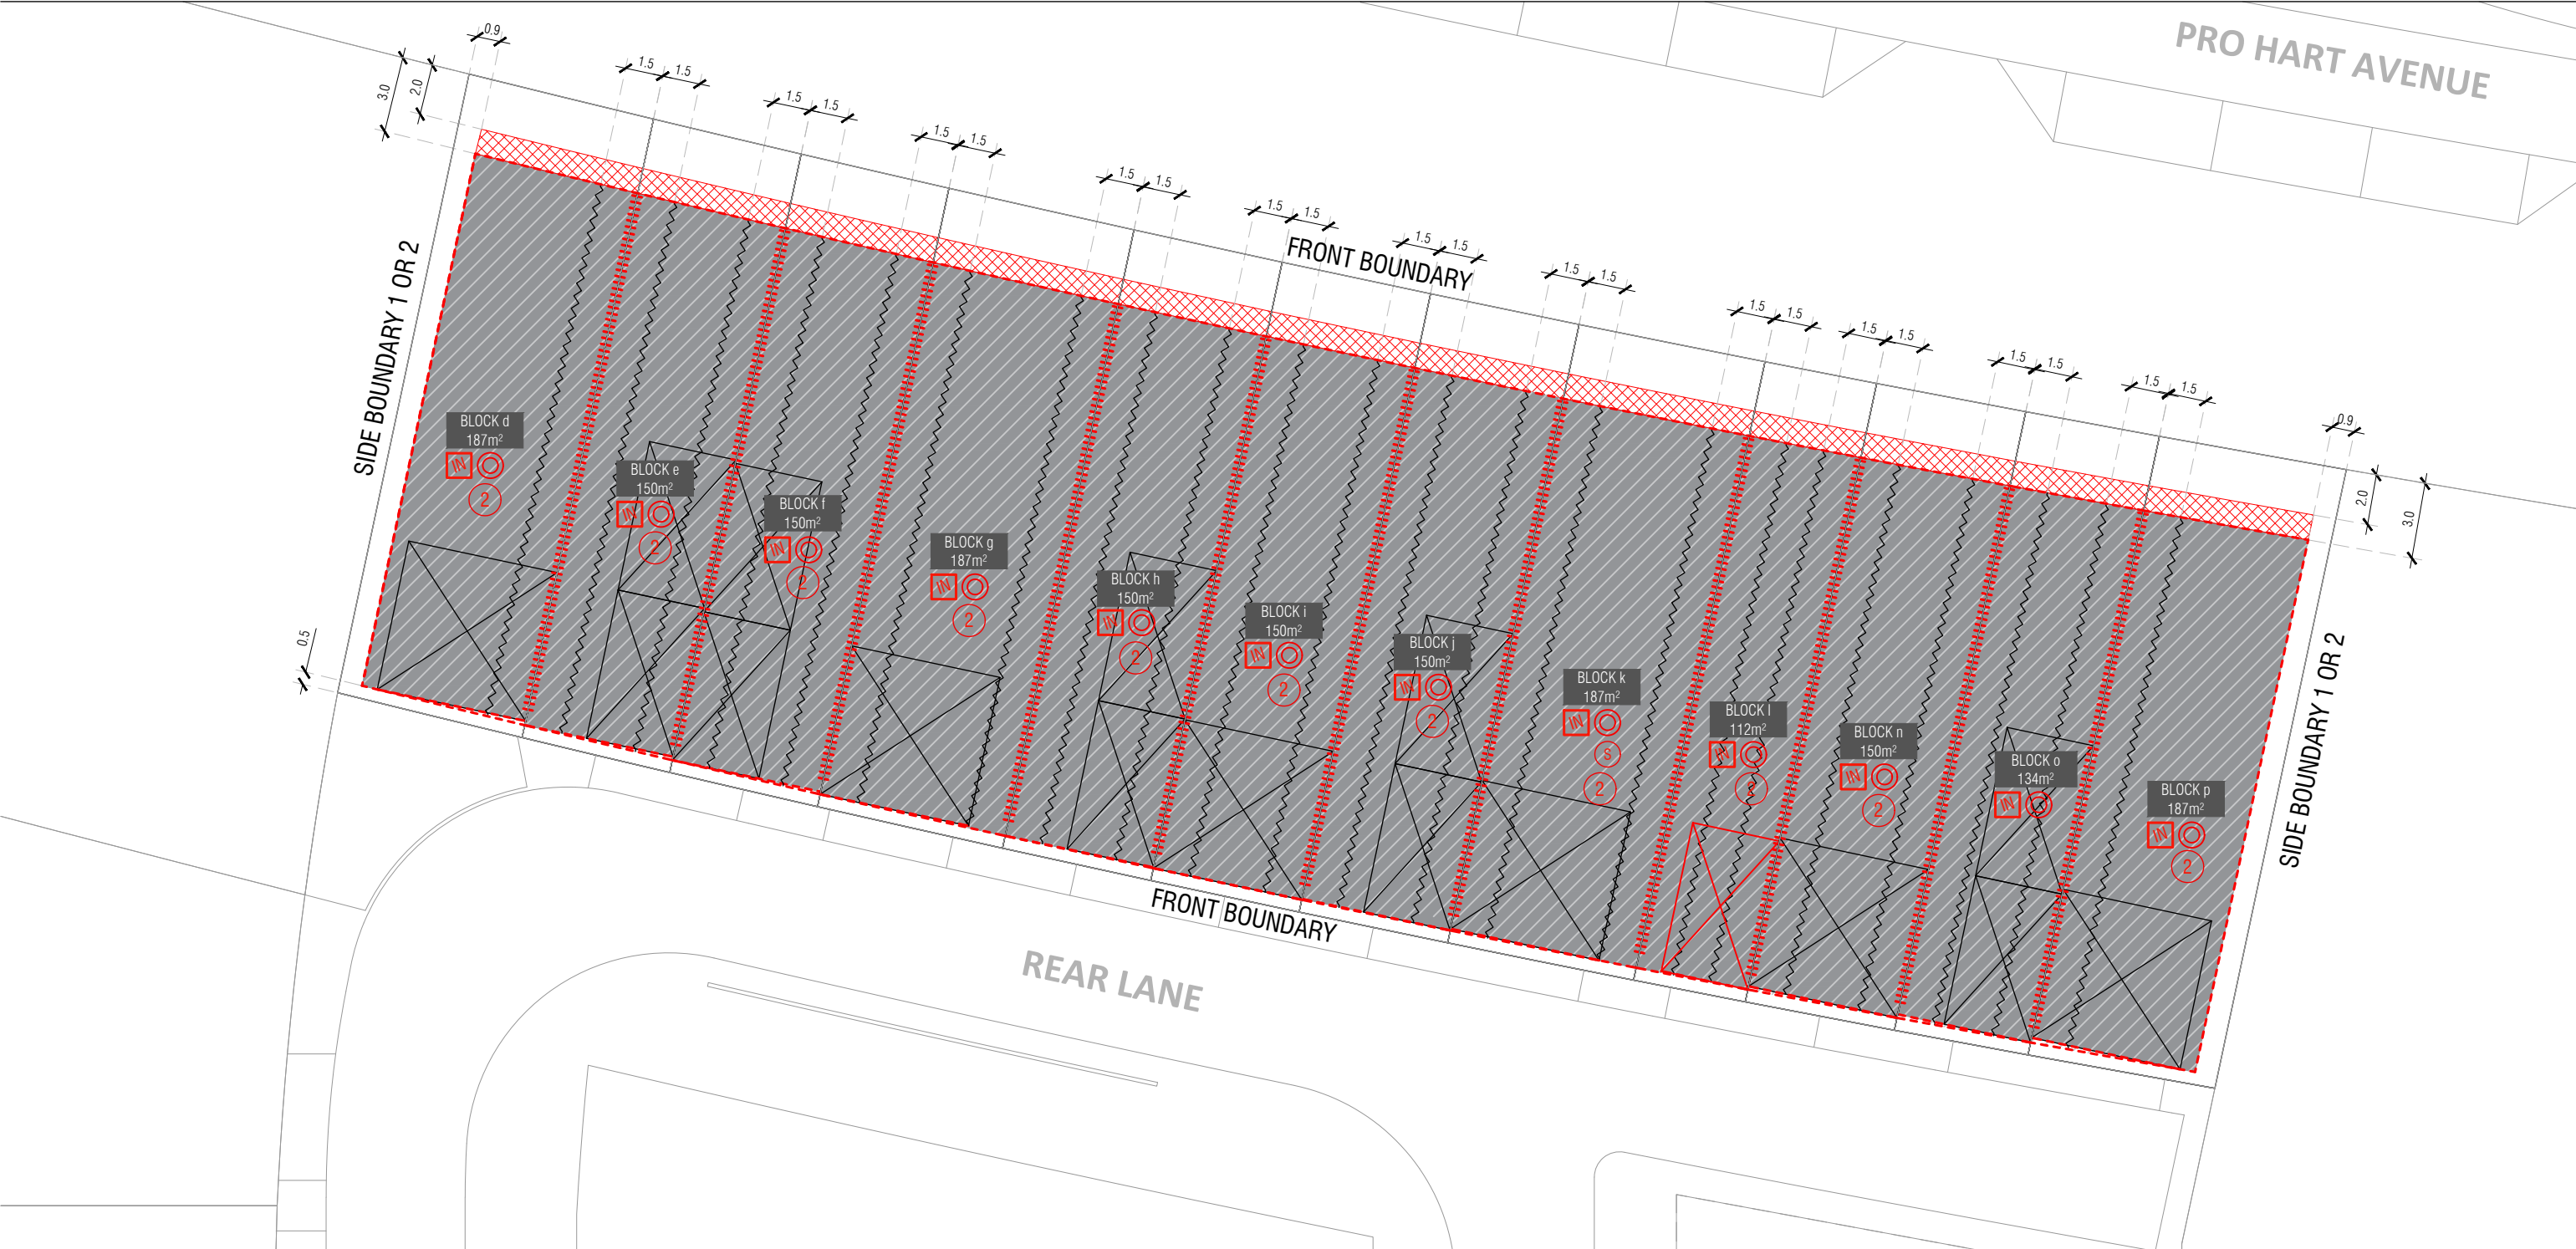 PRO HART AVENUE
0.9
3.0
2.0
1.5 1.5
1.5 1.5
1.5 1.5
1.5 1.5
1.5 1.5
1.5 1.5
1.5 1.5
1.5 1.5
1.5 1.5
1.5 1.5
1.5 1.5
0.9
2.0
3.0
FRONT BOUNDARY
SIDE BOUNDARY 1 OR 2
BLOCK d
187m²
IN
2
BLOCK e
150m²
IN
2
BLOCK f
150m²
IN
2
BLOCK g
187m²
IN
2
BLOCK h
150m²
IN
2
BLOCK i
150m²
IN
2
BLOCK j
150m²
IN
2
BLOCK k
187m²
IN
S
2
BLOCK l
112m²
IN
2
BLOCK n
150m²
IN
2
BLOCK o
134m²
IN
BLOCK p
187m²
IN
2
SIDE BOUNDARY 1 OR 2
0.5
FRONT BOUNDARY
REAR LANE